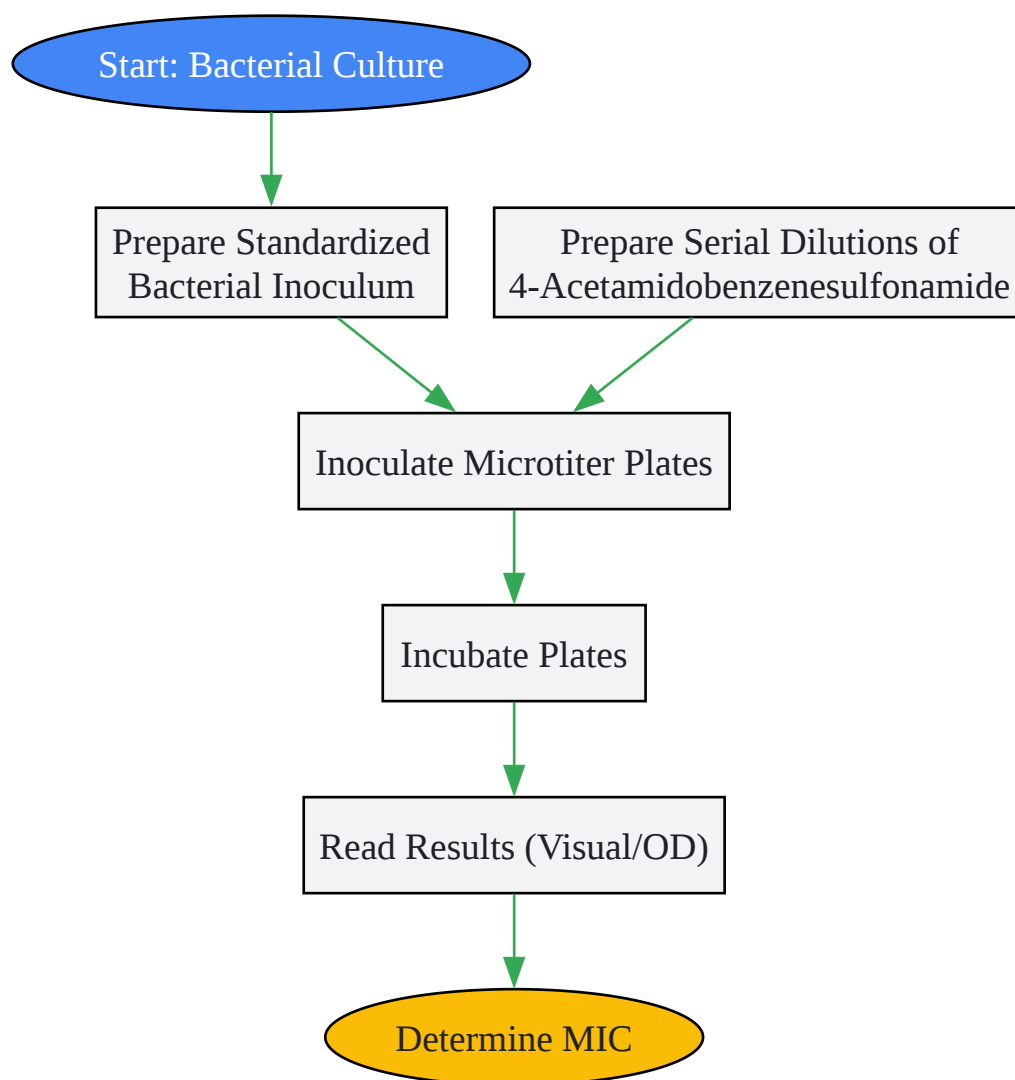 Start: Bacterial Culture
Prepare Standardized
Bacterial Inoculum
Prepare Serial Dilutions of
4-Acetamidobenzenesulfonamide
Inoculate Microtiter Plates
Incubate Plates
Read Results (Visual/OD)
Determine MIC